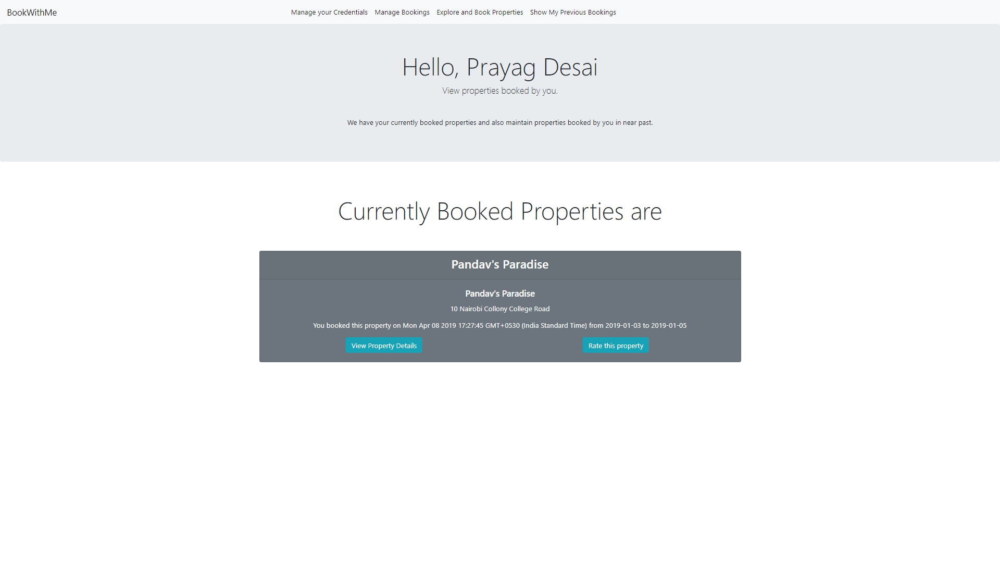 BookWithMe
Manage your Credentials Manage Bookings Explore and Book Properties Show My Previous Bookings
Hello, Prayag Desai
View properties booked by you.
We have your currently booked properties and also maintain properties booked by you in near past.
Currently Booked Properties are
Pandav's Paradise
Pandav's Paradise
10 Nairobi Collony College Road
You booked this property on Mon Apr 08 2019 17:27:45 GMT+0530 (India Standard Time) from 2019-01-03 to 2019-01-05
View Property Details
Rate this property